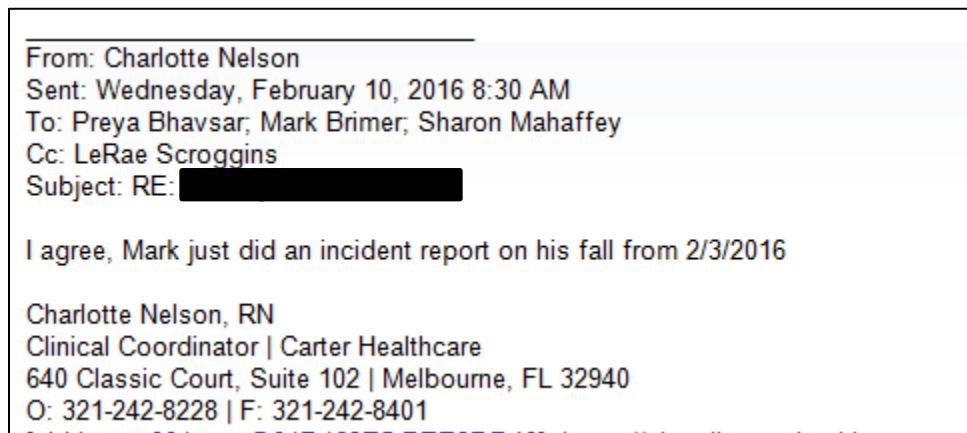 From: Charlotte Nelson
Sent: Wednesday, February 10, 2016 8:30 AM
To: Preya Bhavsar; Mark Brimer; Sharon Mahaffey
Cc: LeRae Scroggins
Subject: RE:
I agree, Mark just did an incident report on his fall from 2/3/2016
Charlotte Nelson, RN
Clinical Coordinator | Carter Healthcare
640 Classic Court, Suite 102 | Melbourne, FL 32940
O: 321-242-8228 | F: 321-242-8401